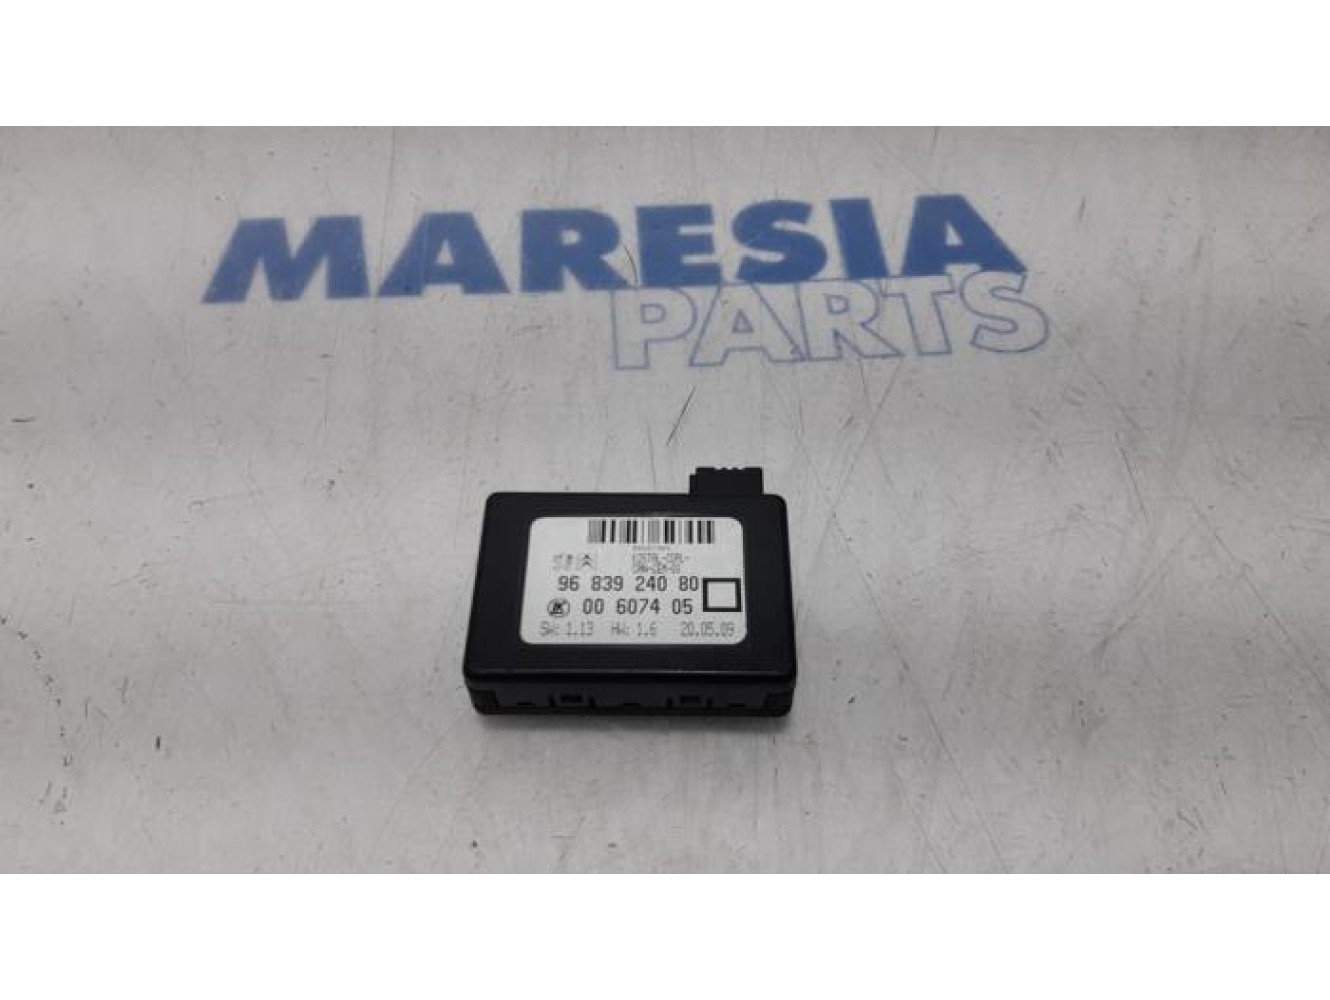 MARESIA
PARTS
96 839 240 80
00 6074 05
SW: 1.13 HW: 1.6 20.05.09